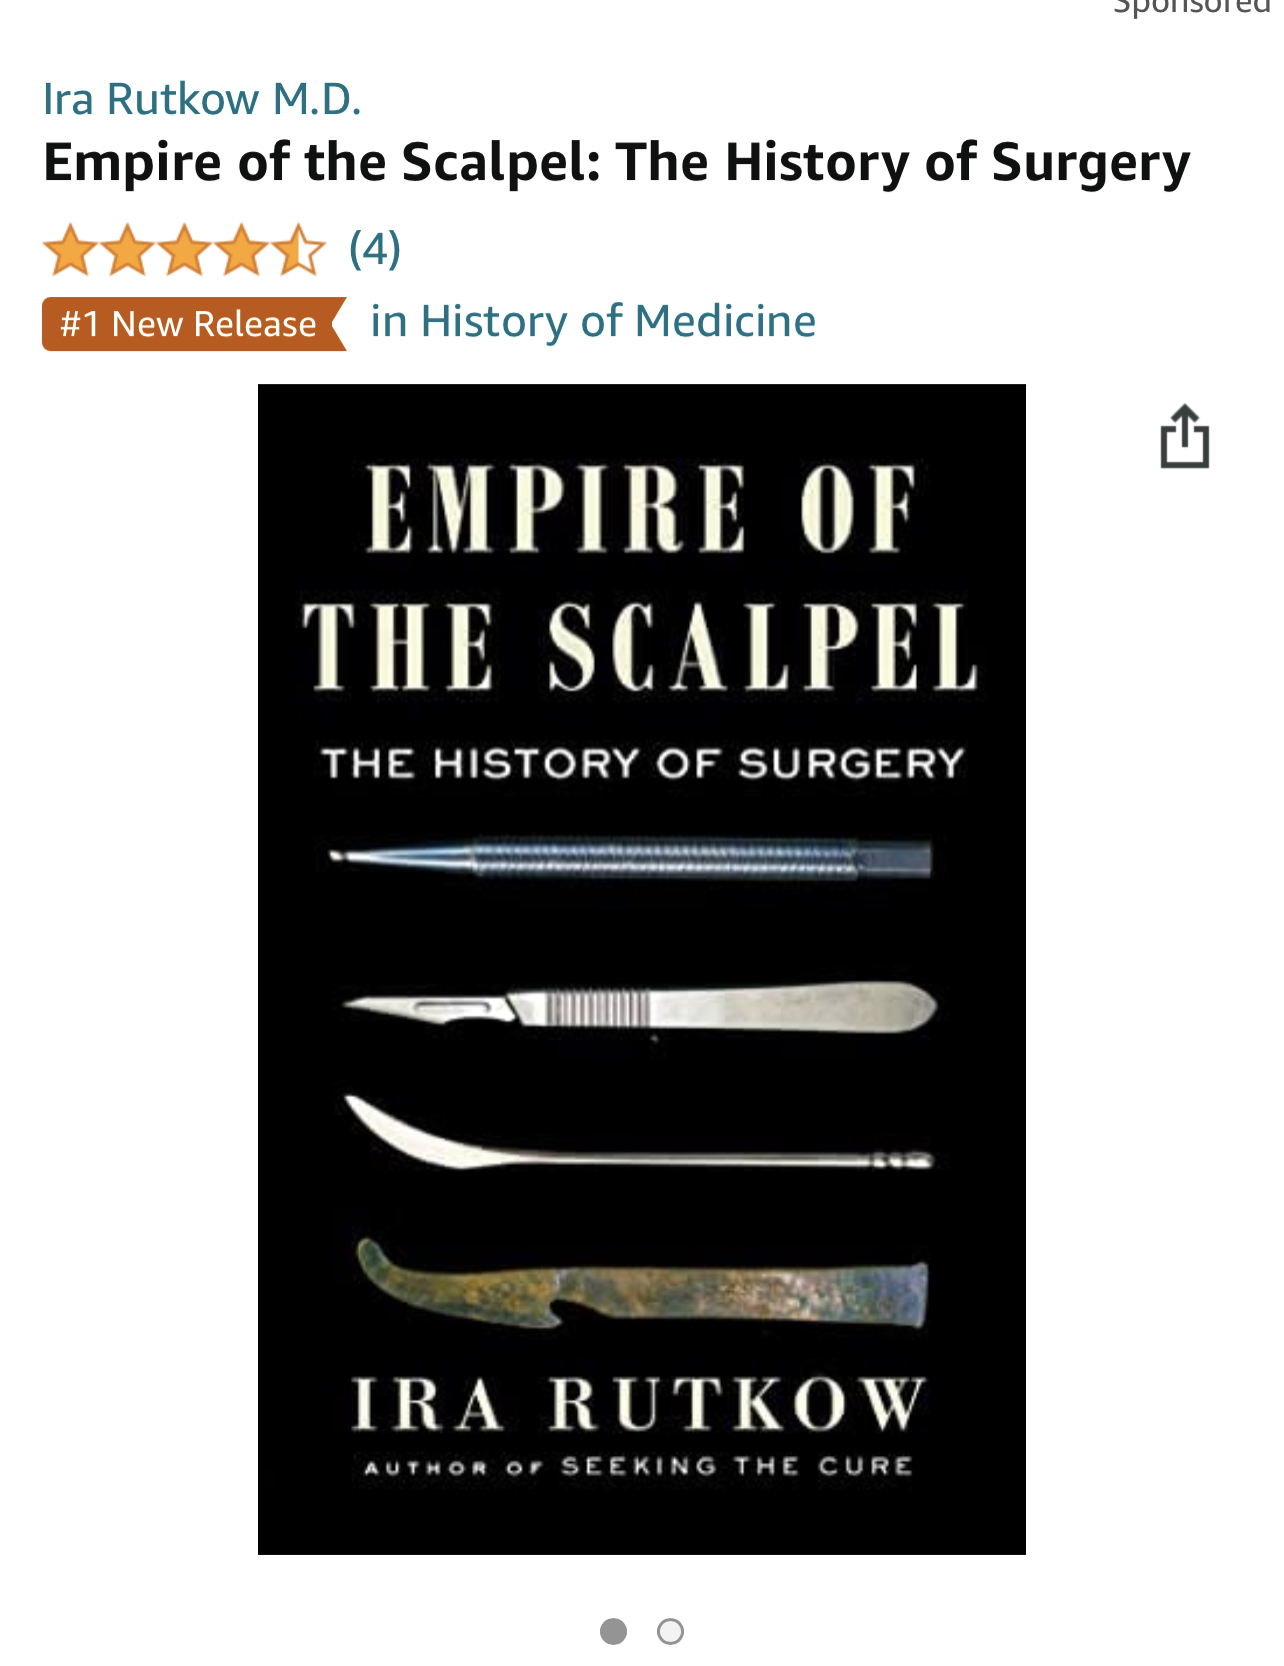 Sponsored
Ira Rutkow M.D.
Empire of the Scalpel: The History of Surgery
(4)
#1 New Release in History of Medicine
EMPIRE OF
THE SCALPEL
THE HISTORY OF SURGERY
IRA RUTKOW
AUTHOR OF SEEKING THE CURE